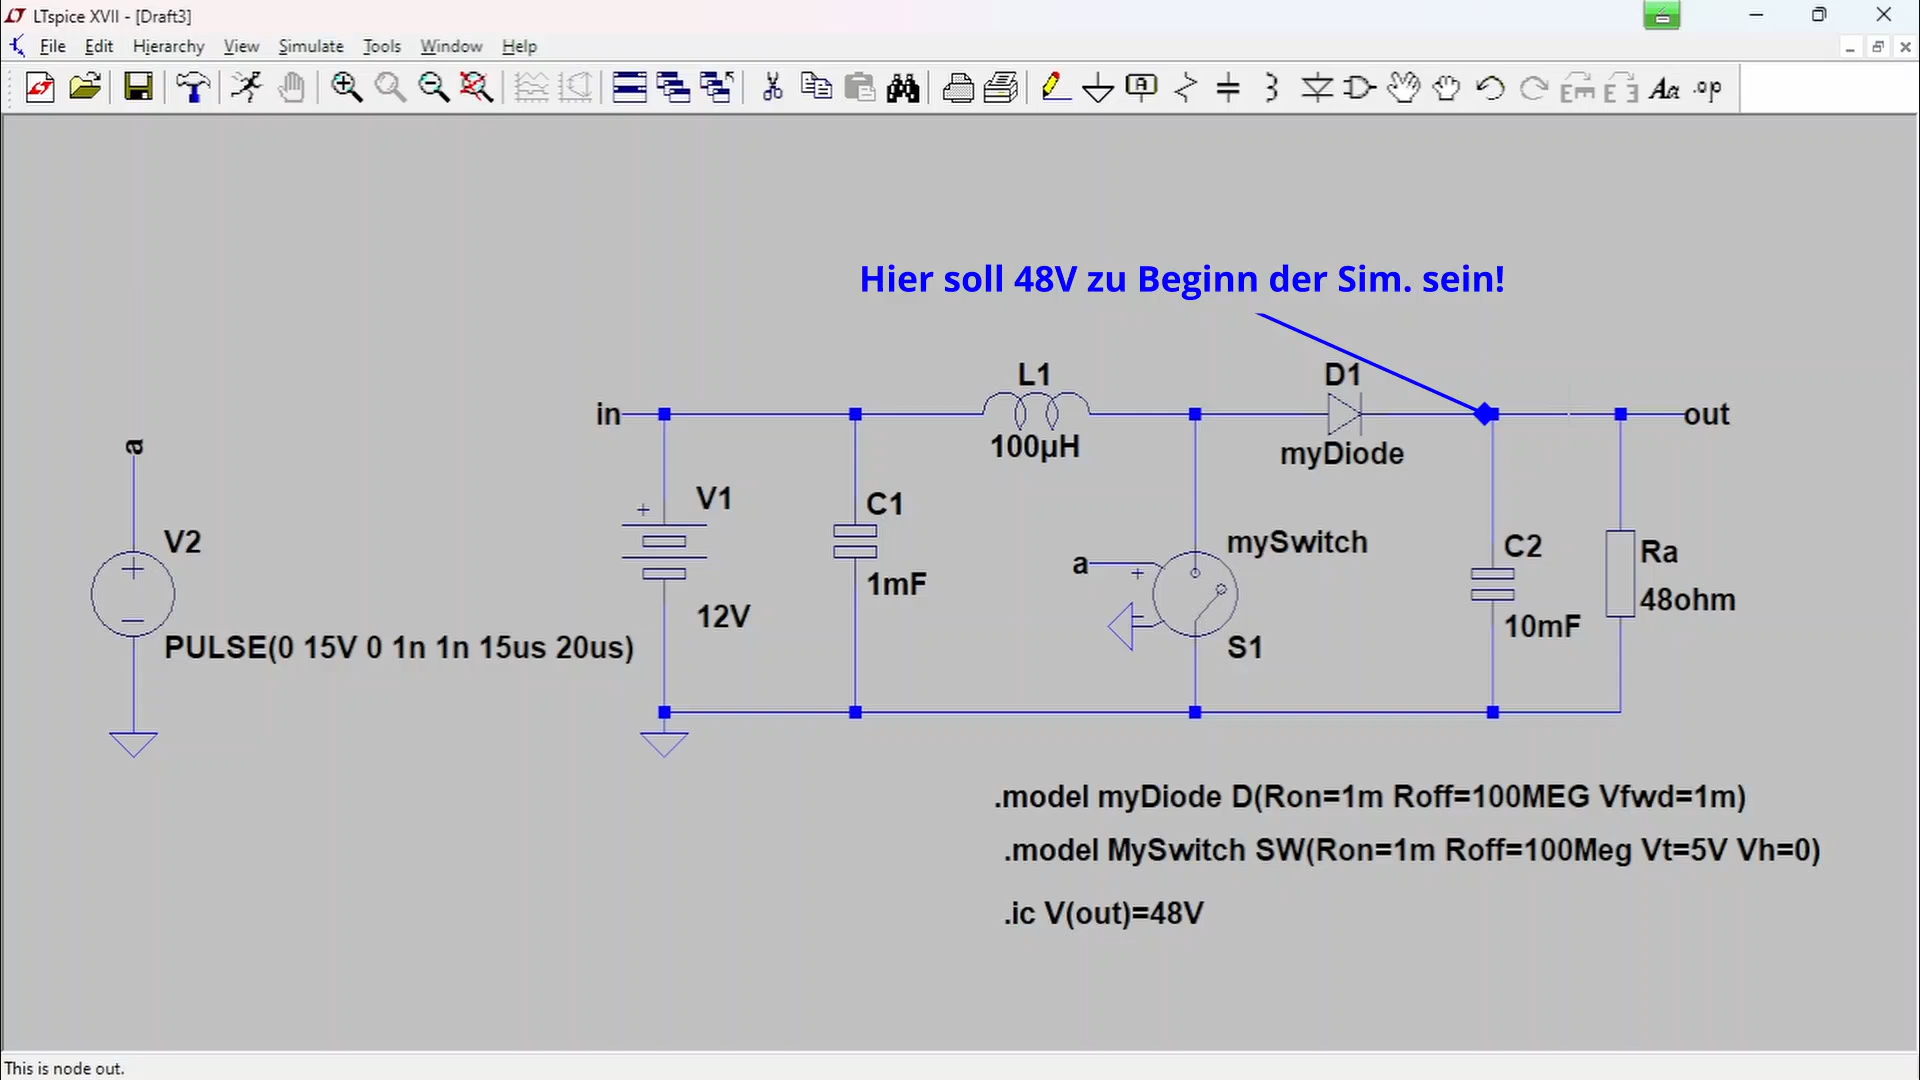 LTspice XVII - [Draft3]
File Edit Hierarchy View Simulate Tools Window Help
A Aa .op
Hier soll 48V zu Beginn der Sim. sein!
L1
D1
in
out
100µH
myDiode
a
V1
C1
V2
mySwitch
C2
Ra
a
1mF
12V
48ohm
10mF
PULSE(0 15V 0 1n 1n 15us 20us)
S1
.model myDiode D(Ron=1m Roff=100MEG Vfwd=1m)
.model MySwitch SW(Ron=1m Roff=100Meg Vt=5V Vh=0)
.ic V(out)=48V
This is node out.